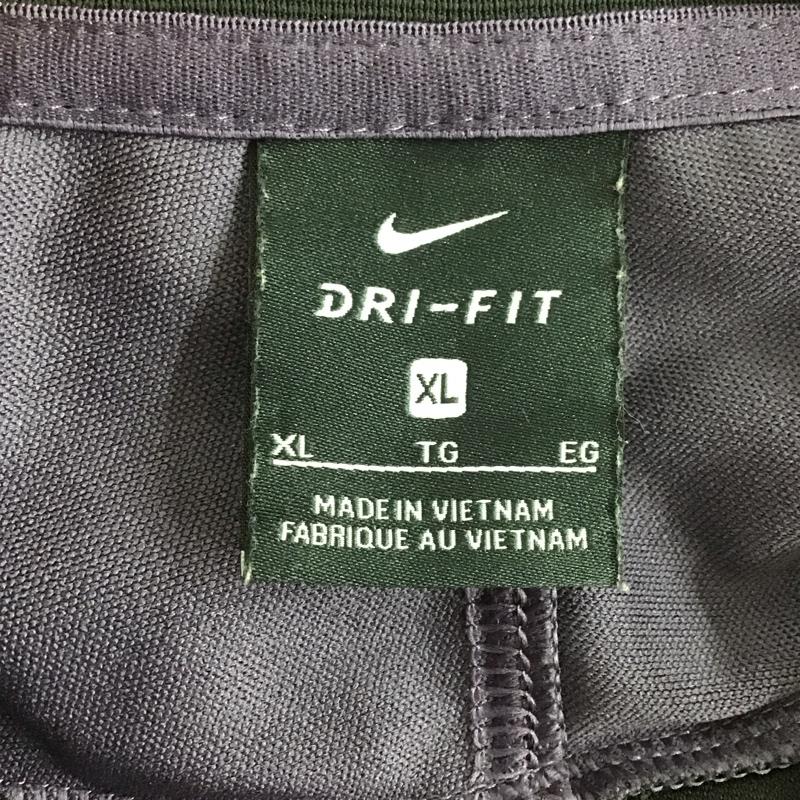 DRI-FIT
XL
XL TG EG
MADE IN VIETNAM
FABRIQUE AU VIETNAM